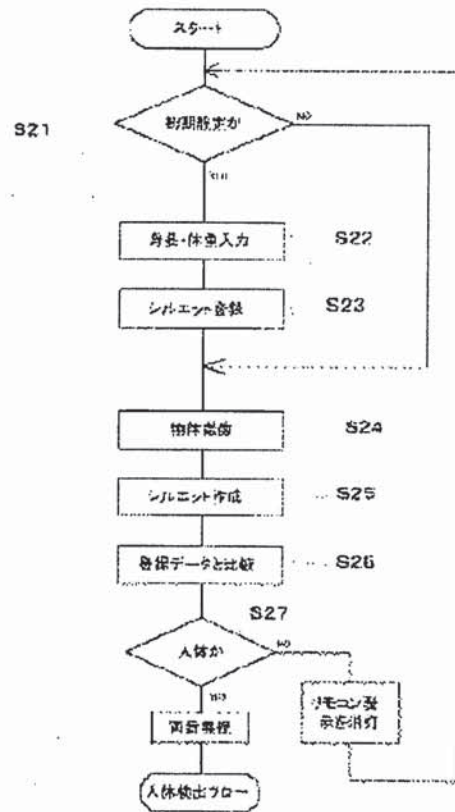 スタート
S21
初期設定か
NO
YES
身長・体重入力
S22
シルエット登録
S23
物体撮像
S24
シルエット作成
S25
登録データと比較
S26
S27
人体か
NO
YES
リモコン表
示を消灯
人体検出フロー